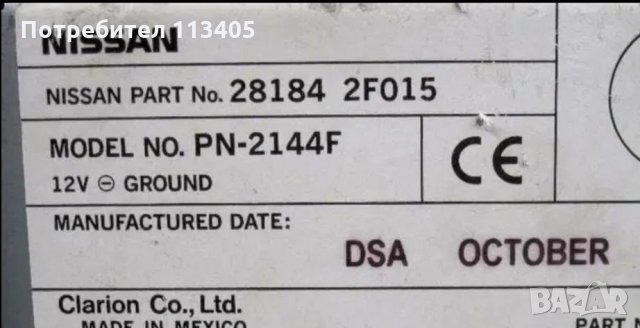 Потребител 113405
NISSAN
NISSAN PART No. 28184 2F015
MODEL NO. PN-2144F
12V ⊖ GROUND
CE
MANUFACTURED DATE:
DSA OCTOBER
Clarion Co., Ltd.
MADE IN MEXICO
PART
BAZAR